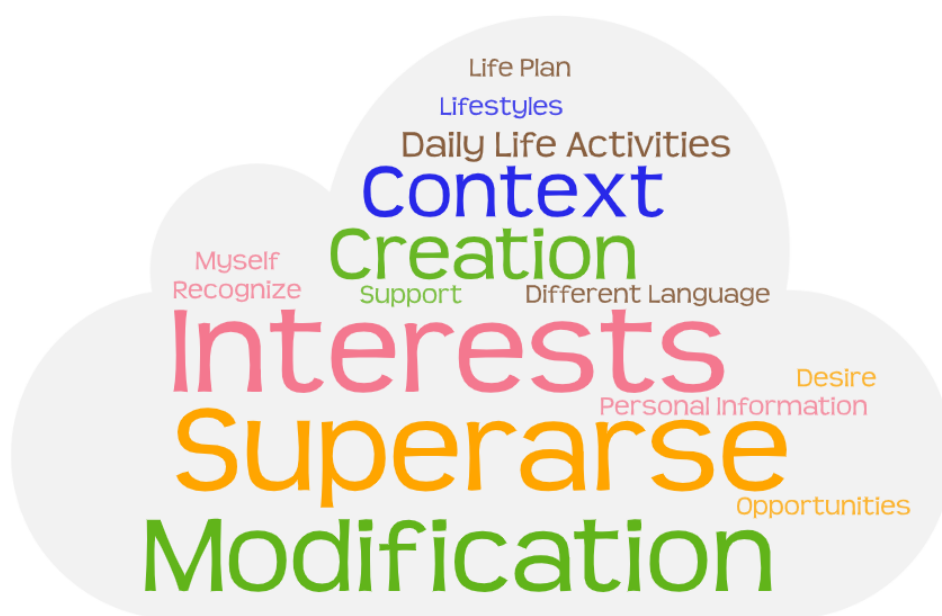 Life Plan
Lifestyles
Daily Life Activities
Context
Creation
Myself
Recognize
Support
Different Language
Interests
Desire
Personal Information
Superarse
Opportunities
Modification